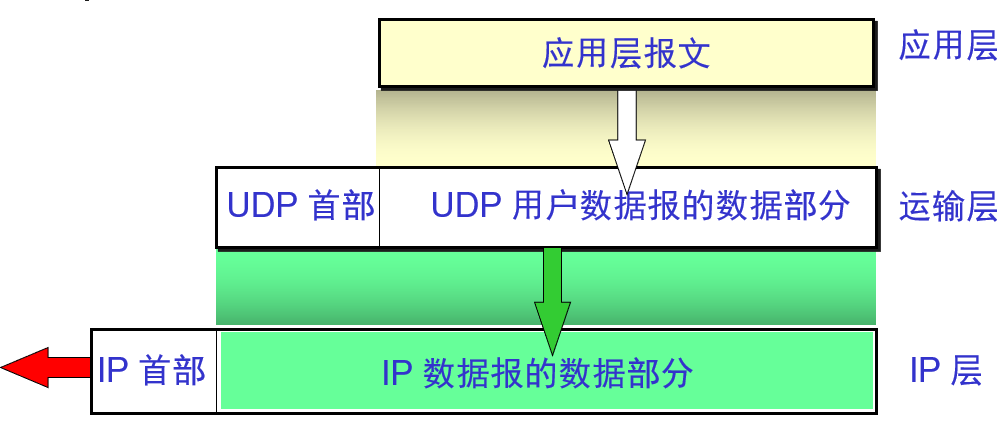 应用层报文
应用层
UDP 首部
UDP 用户数据报的数据部分
运输层
IP 首部
IP 数据报的数据部分
IP 层